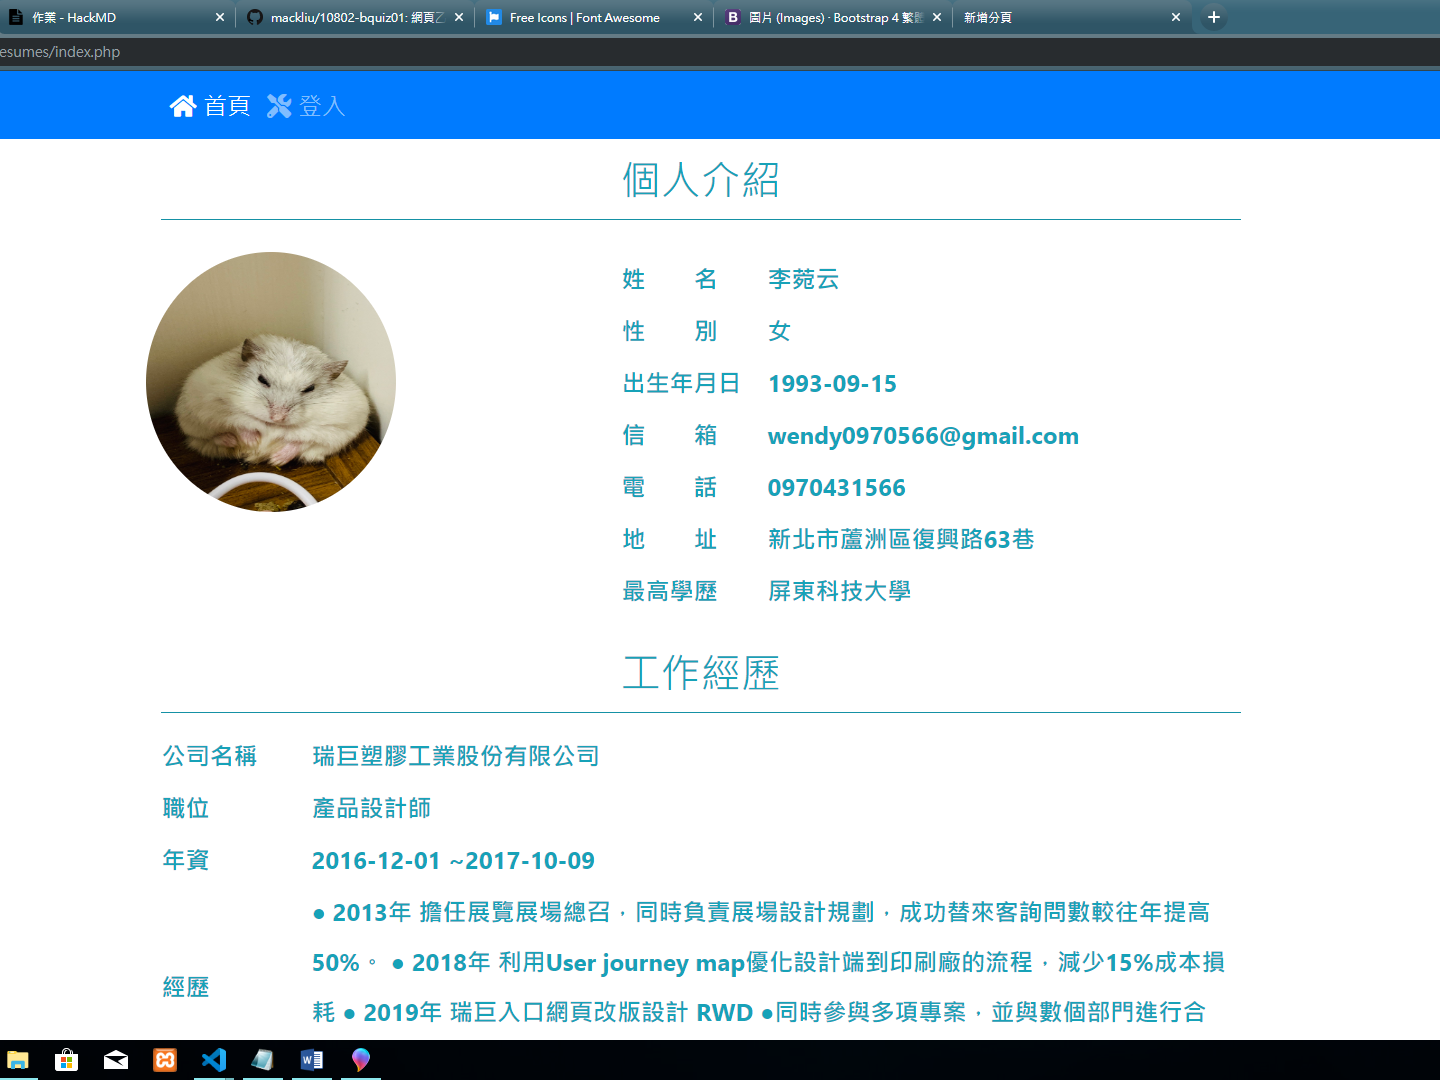 作業 - HackMD
mackliu/10802-bquiz01: 網頁乙
Free Icons | Font Awesome
圖片 (Images) · Bootstrap 4 繁體
新增分頁
esumes/index.php
首頁 登入
個人介紹
姓 名 李菀云
性 別 女
出生年月日 1993-09-15
信 箱 wendy0970566@gmail.com
電 話 0970431566
地 址 新北市蘆洲區復興路63巷
最高學歷 屏東科技大學
工作經歷
公司名稱 瑞巨塑膠工業股份有限公司
職位 產品設計師
年資 2016-12-01 ~2017-10-09
● 2013年 擔任展覽展場總召，同時負責展場設計規劃，成功替來客詢問數較往年提高
50%。 ● 2018年 利用User journey map優化設計端到印刷廠的流程，減少15%成本損
經歷
耗 ● 2019年 瑞巨入口網頁改版設計 RWD ●同時參與多項專案，並與數個部門進行合